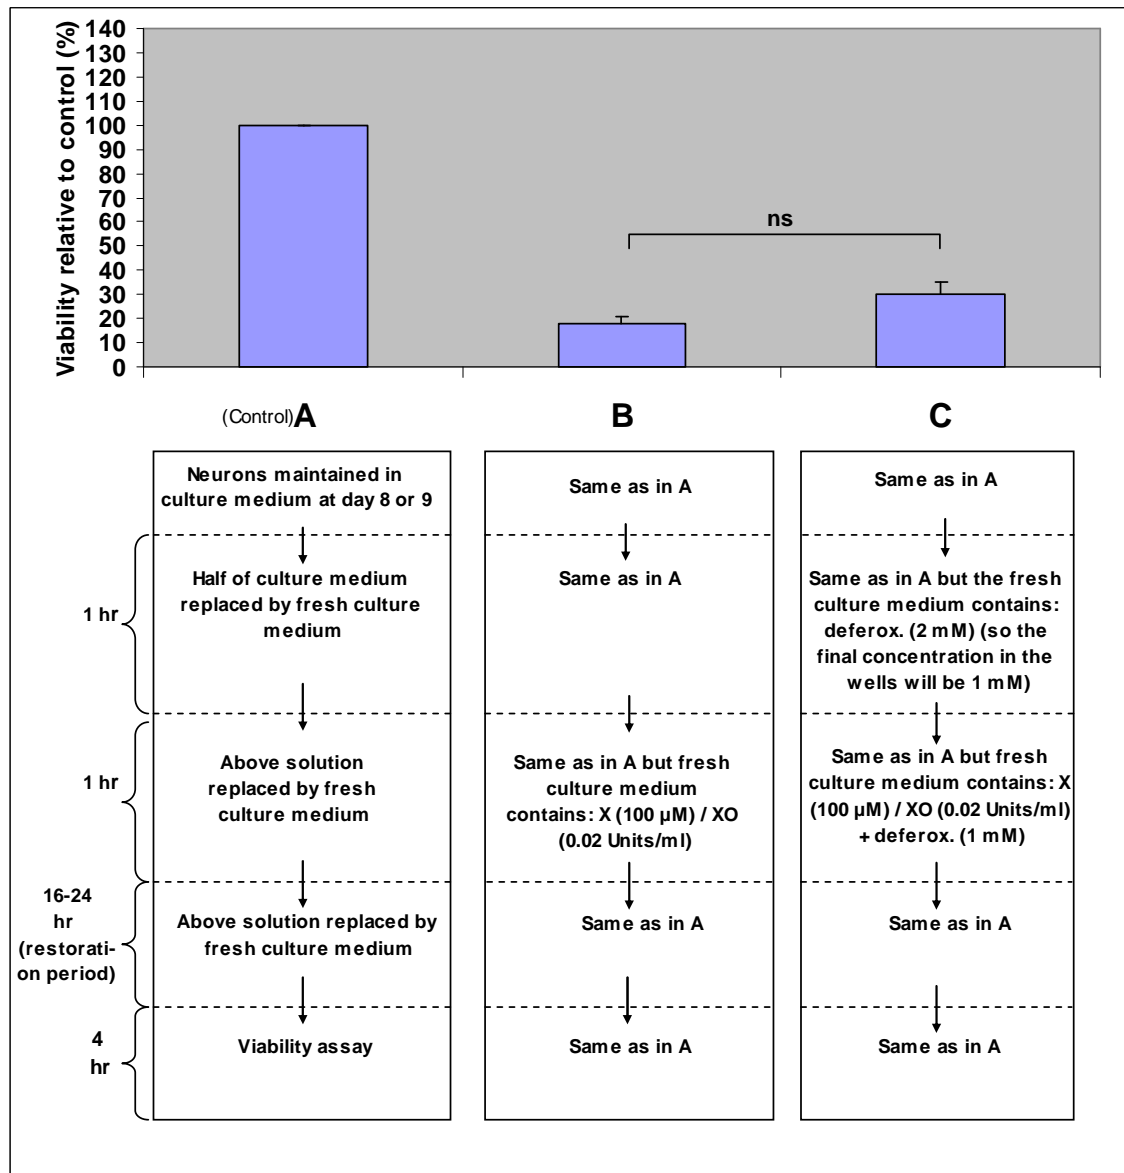 Viability relative to control (%)
140
130
120
110
100
90
80
70
60
50
40
30
20
10
0
ns
(Control) A
B
C
Neurons maintained in
culture medium at day 8 or 9
Same as in A
Same as in A
1 hr
Half of culture medium
replaced by fresh culture
medium
Same as in A
Same as in A but the fresh
culture medium contains:
deferox. (2 mM) (so the
final concentration in the
wells will be 1 mM)
1 hr
Above solution
replaced by fresh
culture medium
Same as in A but fresh
culture medium
contains: X (100 µM) / XO
(0.02 Units/ml)
Same as in A but fresh
culture medium contains: X
(100 µM) / XO (0.02 Units/ml)
+ deferox. (1 mM)
16-24
hr
(restorati-
on period)
Above solution replaced by
fresh culture medium
Same as in A
Same as in A
4
hr
Viability assay
Same as in A
Same as in A